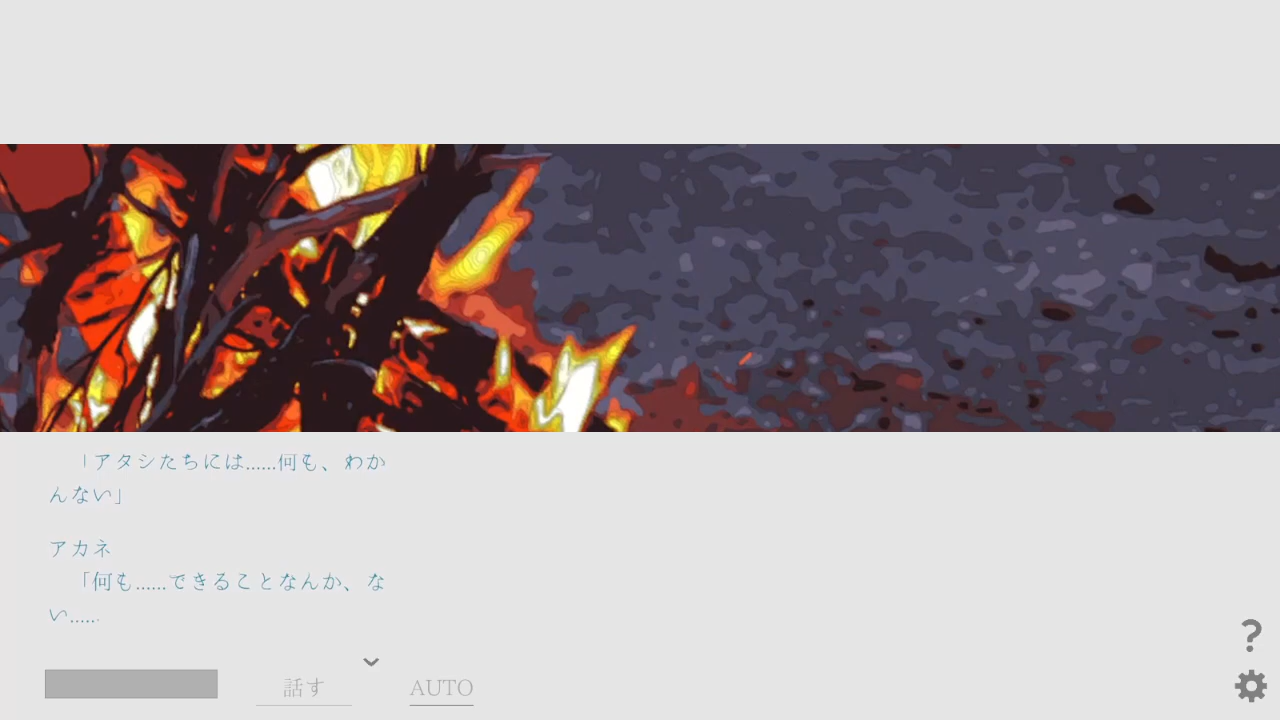 「アタシたちには……何も、わか
んない」
アカネ
「何も……できることなんか、な
い……
話す
AUTO
?